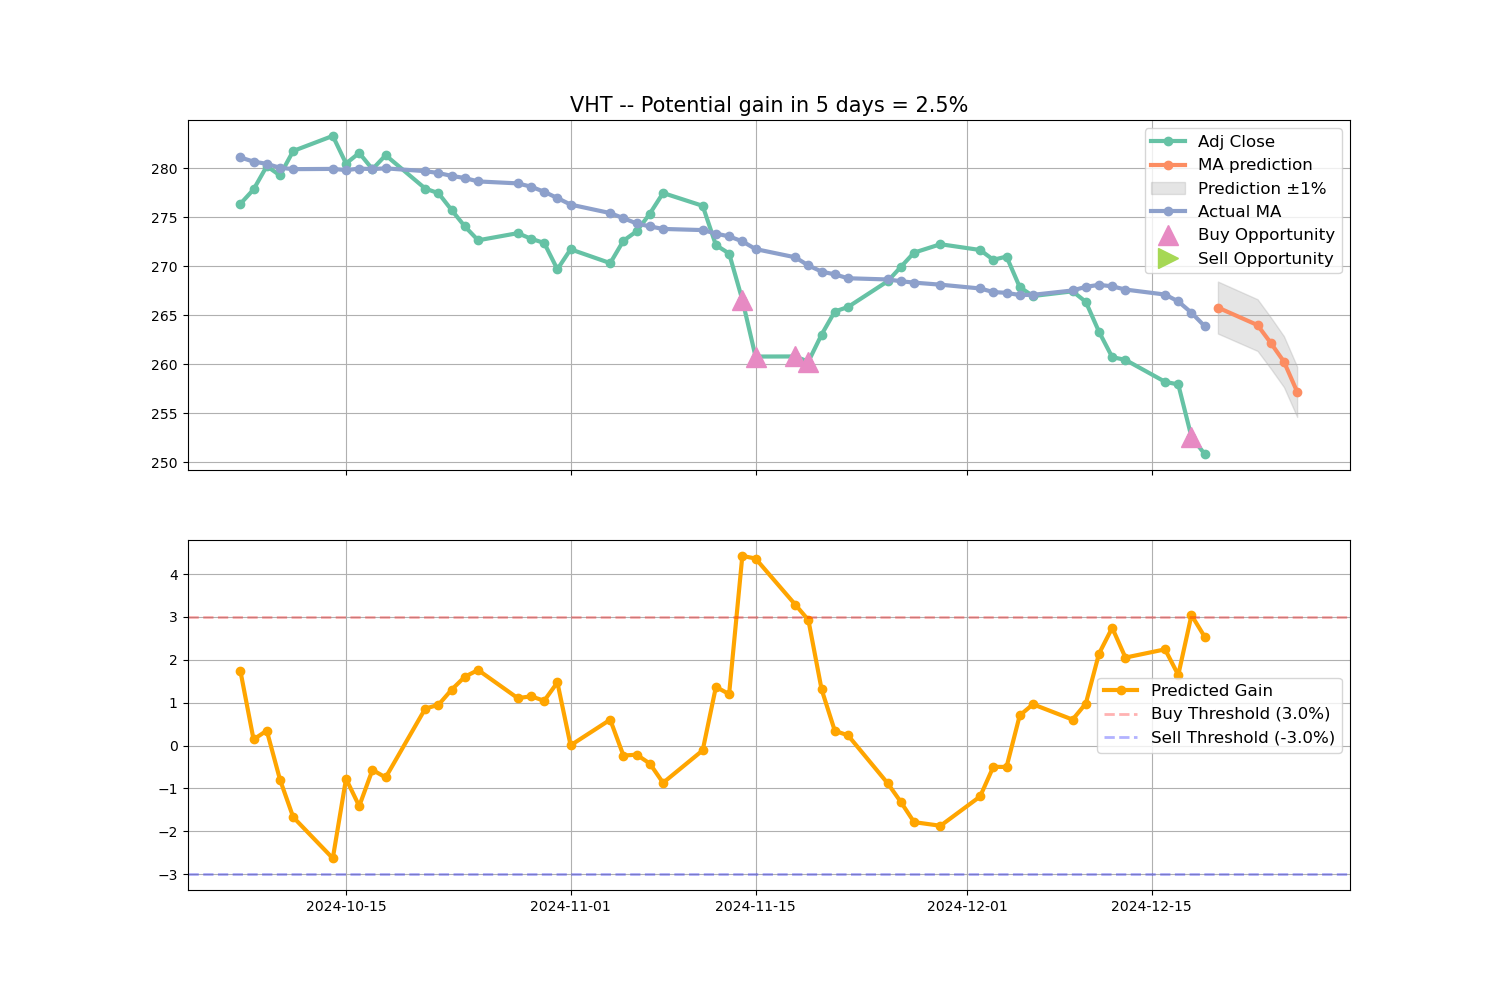 VHT -- Potential gain in 5 days = 2.5%
280
275
270
265
260
255
250
Adj Close
MA prediction
Prediction ±1%
Actual MA
Buy Opportunity
Sell Opportunity
4
3
2
1
0
−1
−2
−3
Predicted Gain
Buy Threshold (3.0%)
Sell Threshold (-3.0%)
2024-10-15
2024-11-01
2024-11-15
2024-12-01
2024-12-15